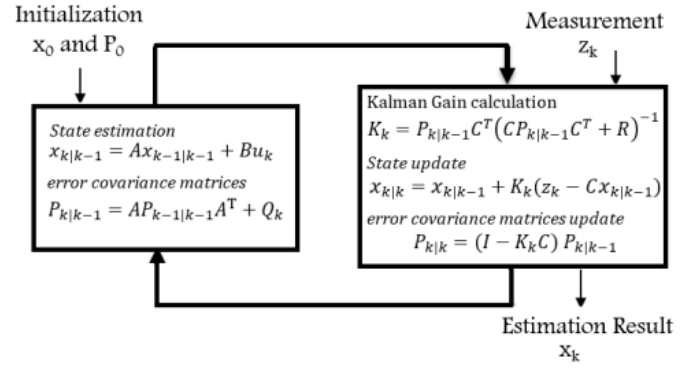 Initialization
x₀ and P₀
Measurement
zₖ
State estimation
xₖ|ₖ₋₁ = Axₖ₋₁|ₖ₋₁ + Buₖ
error covariance matrices
Pₖ|ₖ₋₁ = APₖ₋₁|ₖ₋₁Aᵀ + Qₖ
Kalman Gain calculation
Kₖ = Pₖ|ₖ₋₁Cᵀ(CPₖ|ₖ₋₁Cᵀ + R)⁻¹
State update
xₖ|ₖ = xₖ|ₖ₋₁ + Kₖ(zₖ − Cxₖ|ₖ₋₁)
error covariance matrices update
Pₖ|ₖ = (I − KₖC) Pₖ|ₖ₋₁
Estimation Result
xₖ